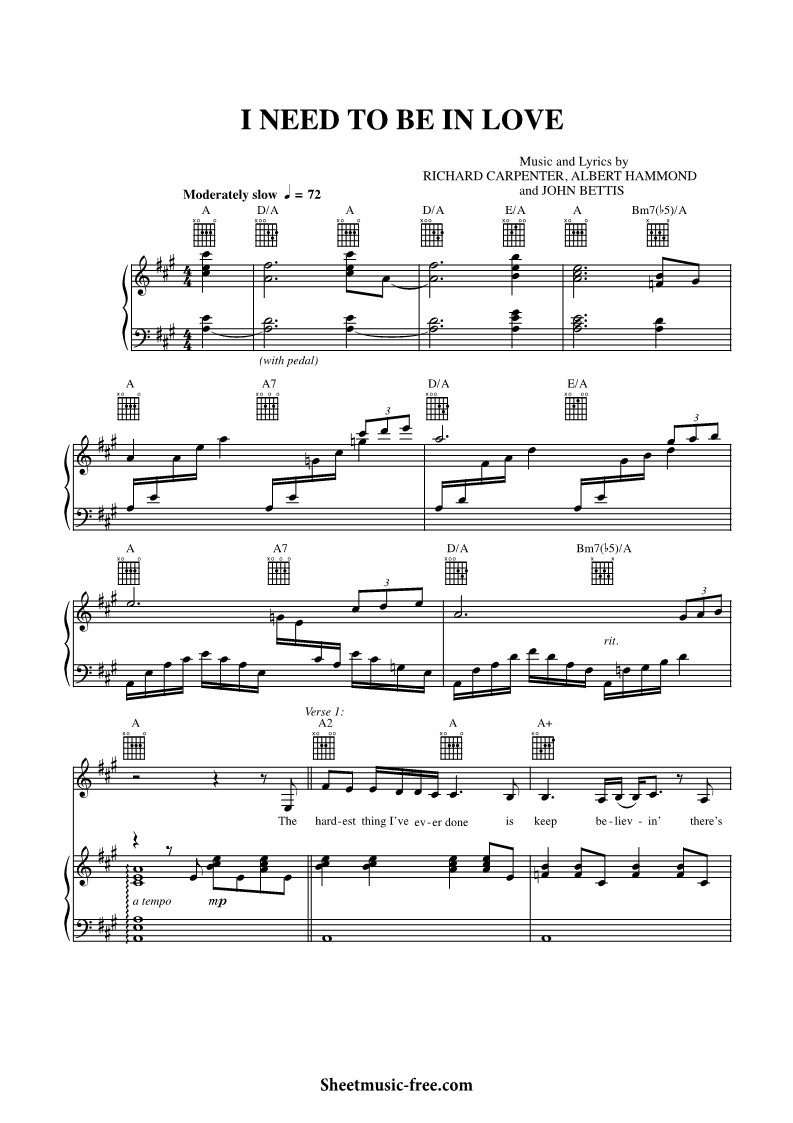 I NEED TO BE IN LOVE
Music and Lyrics by
RICHARD CARPENTER, ALBERT HAMMOND
and JOHN BETTIS
Moderately slow ♩ = 72
A D/A A D/A E/A A Bm7(♭5)/A
4/4
(with pedal)
A A7 D/A E/A
3 3
A A7 D/A Bm7(♭5)/A
3 3
rit.
Verse 1:
A A2 A A+
The hard-est thing I've ev-er done is keep be-liev-in' there's
a tempo mp
Sheetmusic-free.com